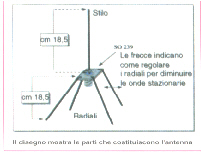 Stilo
cm 18,5
SO 239
Le frecce indicano
come regolare
i radiali per diminuire
le onde stazionarie
cm 18,5
Radiali
Il disegno mostra le parti che costituiscono l'antenna